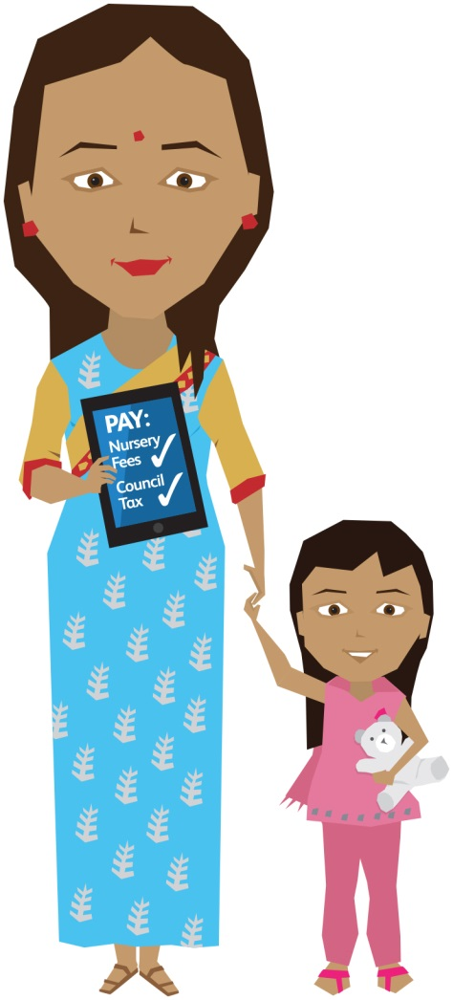 PAY:
Nursery
Fees ✓
Council
Tax ✓